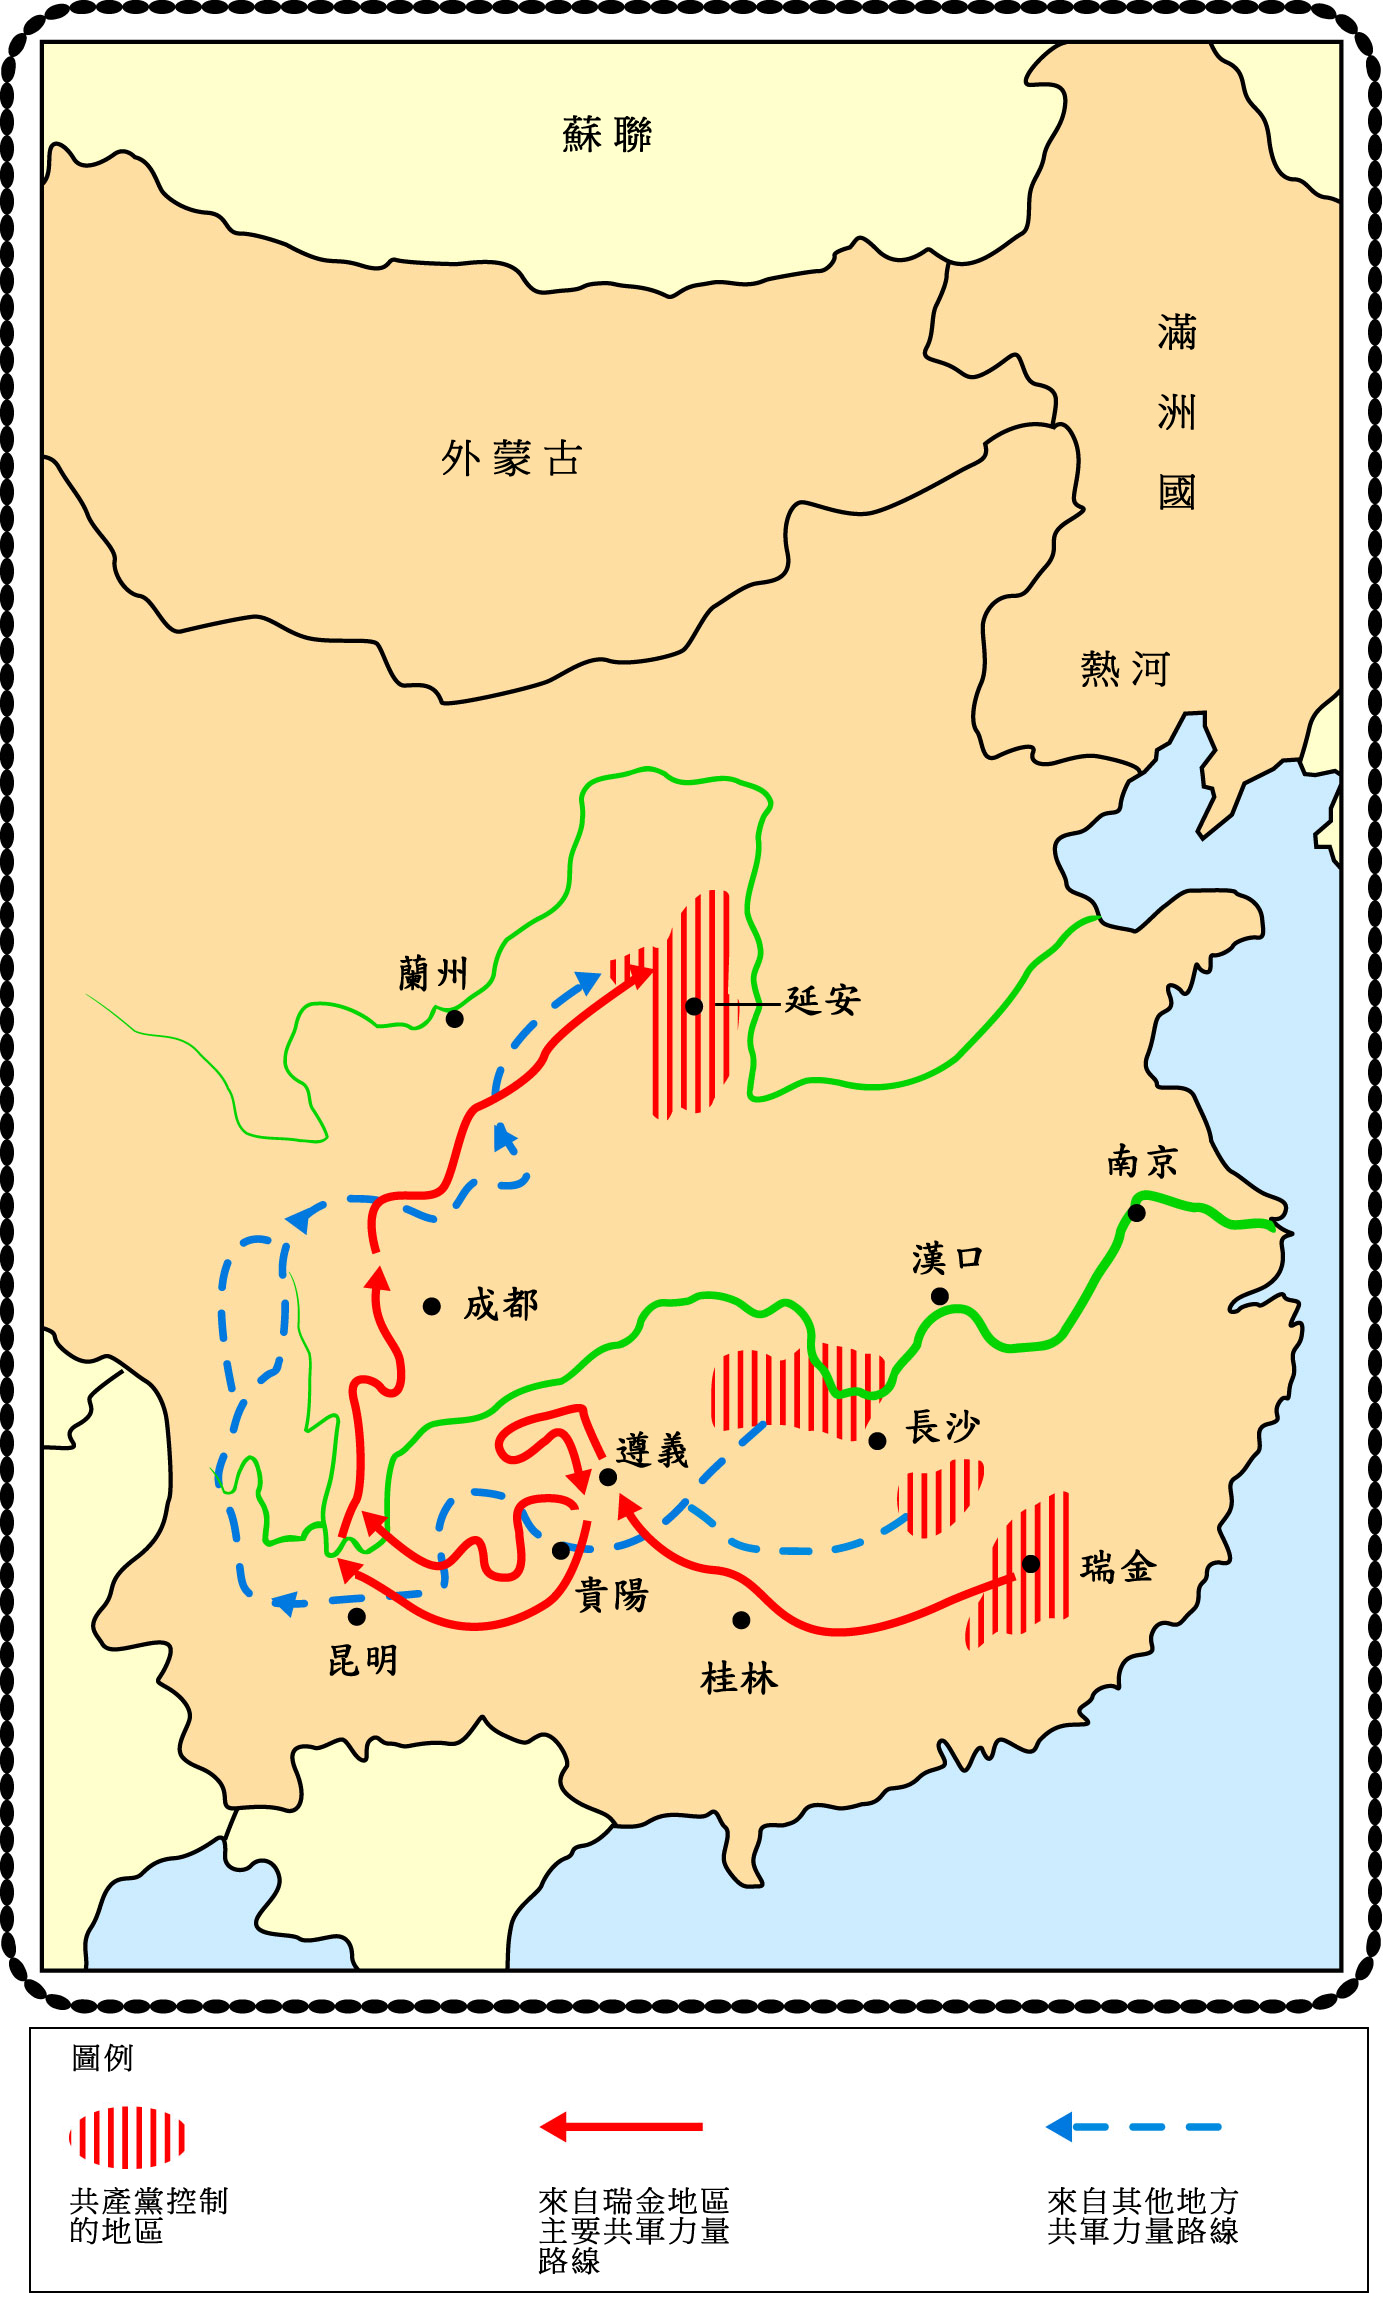 蘇聯
滿洲國
外蒙古
熱河
蘭州
延安
南京
漢口
成都
長沙
遵義
瑞金
貴陽
昆明
桂林
圖例
共產黨控制
的地區
來自瑞金地區
主要共軍力量
路線
來自其他地方
共軍力量路線